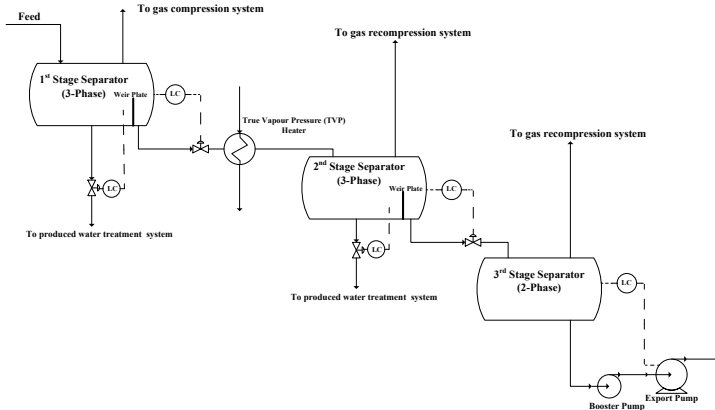 Feed
To gas compression system
1st Stage Separator
(3-Phase)
Weir Plate
LC
LC
To produced water treatment system
True Vapour Pressure (TVP)
Heater
To gas recompression system
2nd Stage Separator
(3-Phase)
Weir Plate
LC
LC
To produced water treatment system
To gas recompression system
3rd Stage Separator
(2-Phase)
LC
Booster Pump
Export Pump